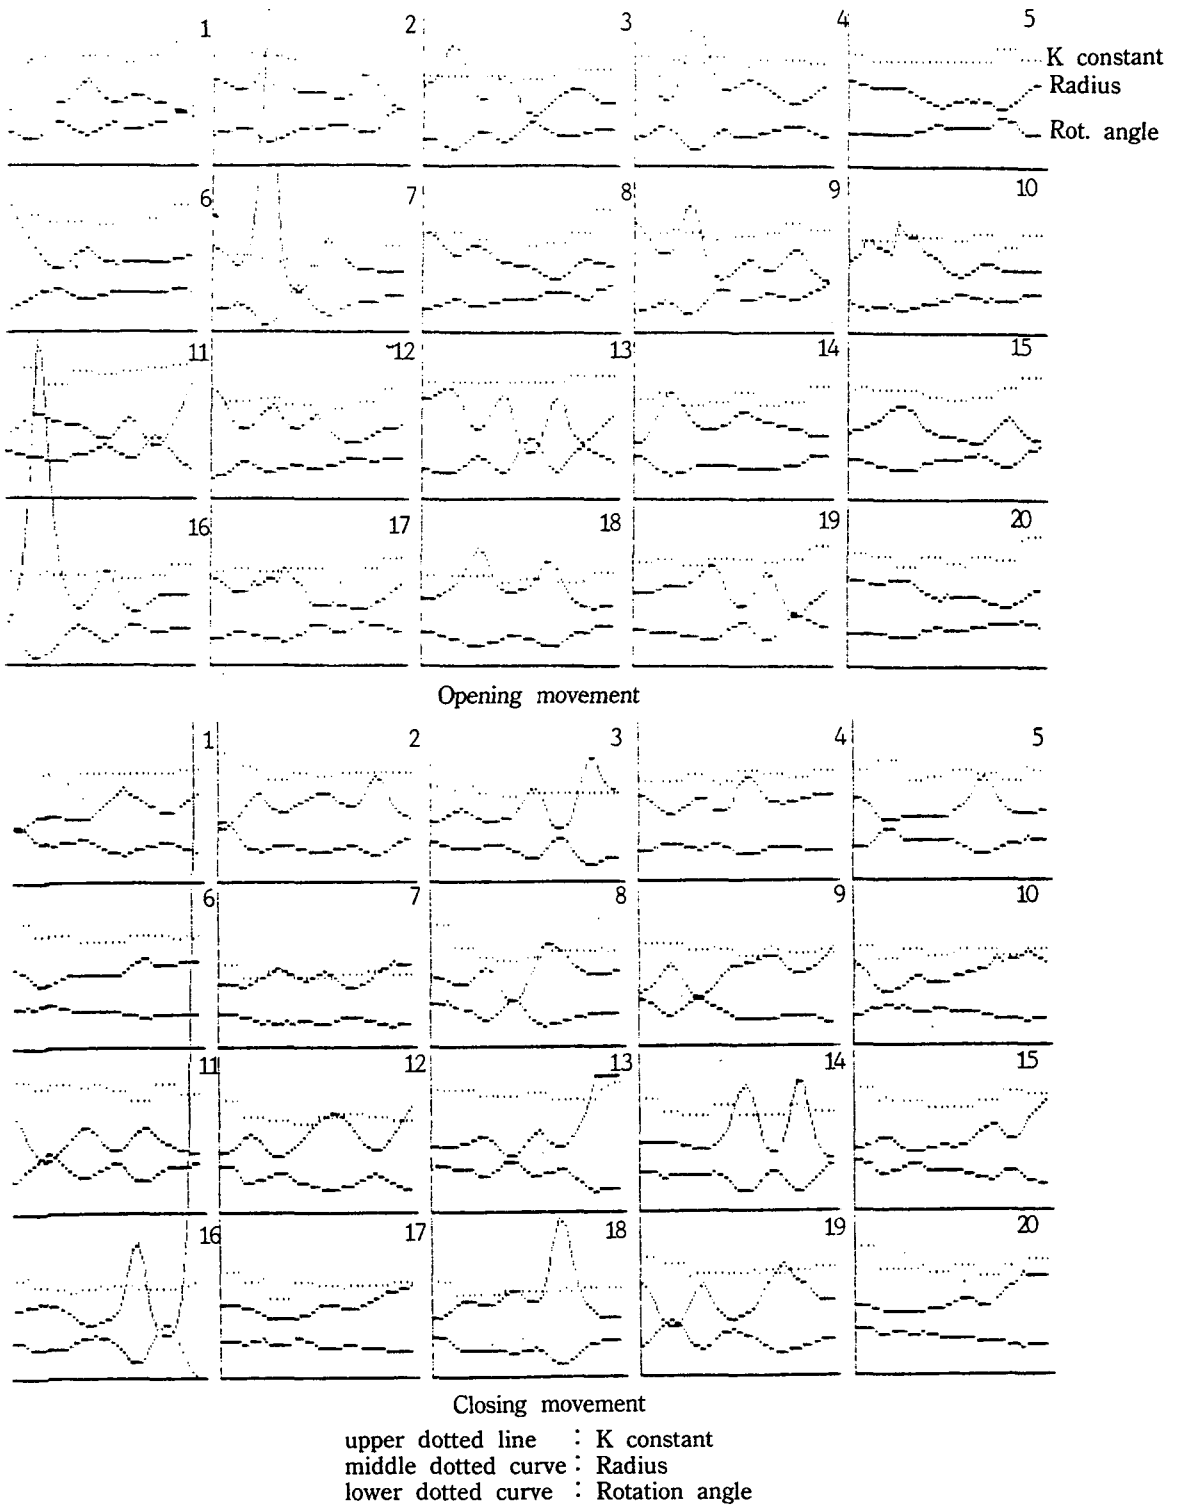 1 2 3 4 5
K constant
Radius
Rot. angle
6 7 8 9 10
11 12 13 14 15
16 17 18 19 20
Opening movement
1 2 3 4 5
6 7 8 9 10
11 12 13 14 15
16 17 18 19 20
Closing movement
upper dotted line : K constant
middle dotted curve : Radius
lower dotted curve : Rotation angle